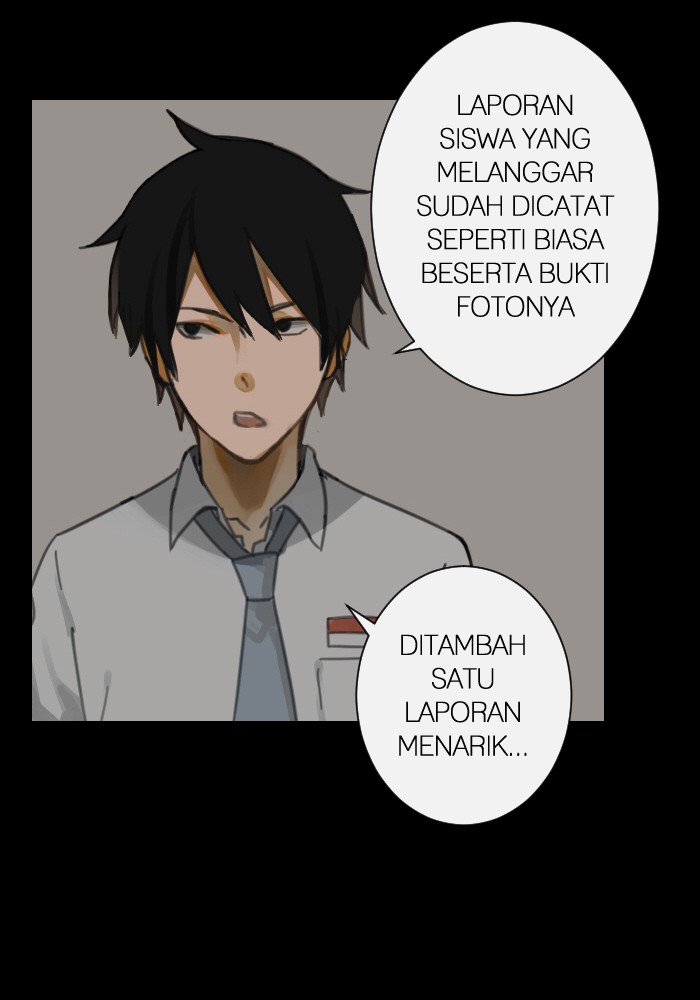 LAPORAN
SISWA YANG
MELANGGAR
SUDAH DICATAT
SEPERTI BIASA
BESERTA BUKTI
FOTONYA
DITAMBAH
SATU
LAPORAN
MENARIK...